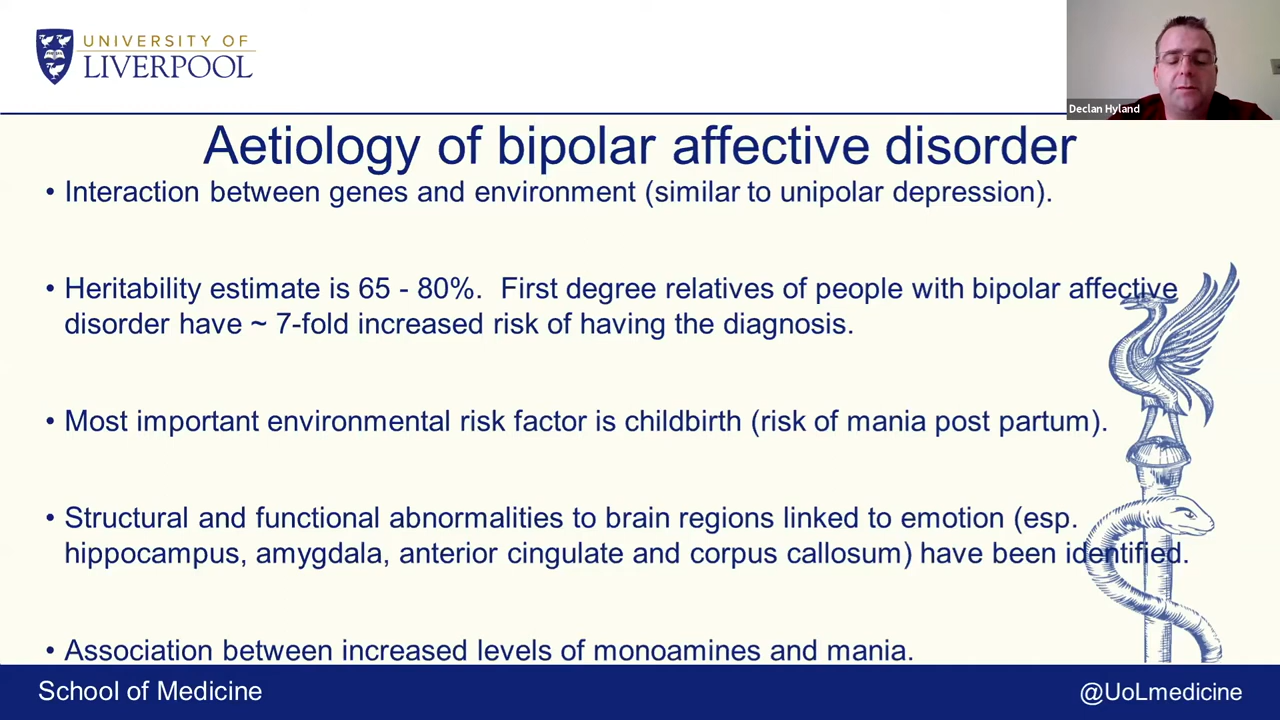 UNIVERSITY OF
LIVERPOOL
Declan Hyland
Aetiology of bipolar affective disorder
• Interaction between genes and environment (similar to unipolar depression).
• Heritability estimate is 65 - 80%.  First degree relatives of people with bipolar affective
disorder have ~ 7-fold increased risk of having the diagnosis.
• Most important environmental risk factor is childbirth (risk of mania post partum).
• Structural and functional abnormalities to brain regions linked to emotion (esp.
hippocampus, amygdala, anterior cingulate and corpus callosum) have been identified.
• Association between increased levels of monoamines and mania.
School of Medicine
@UoLmedicine